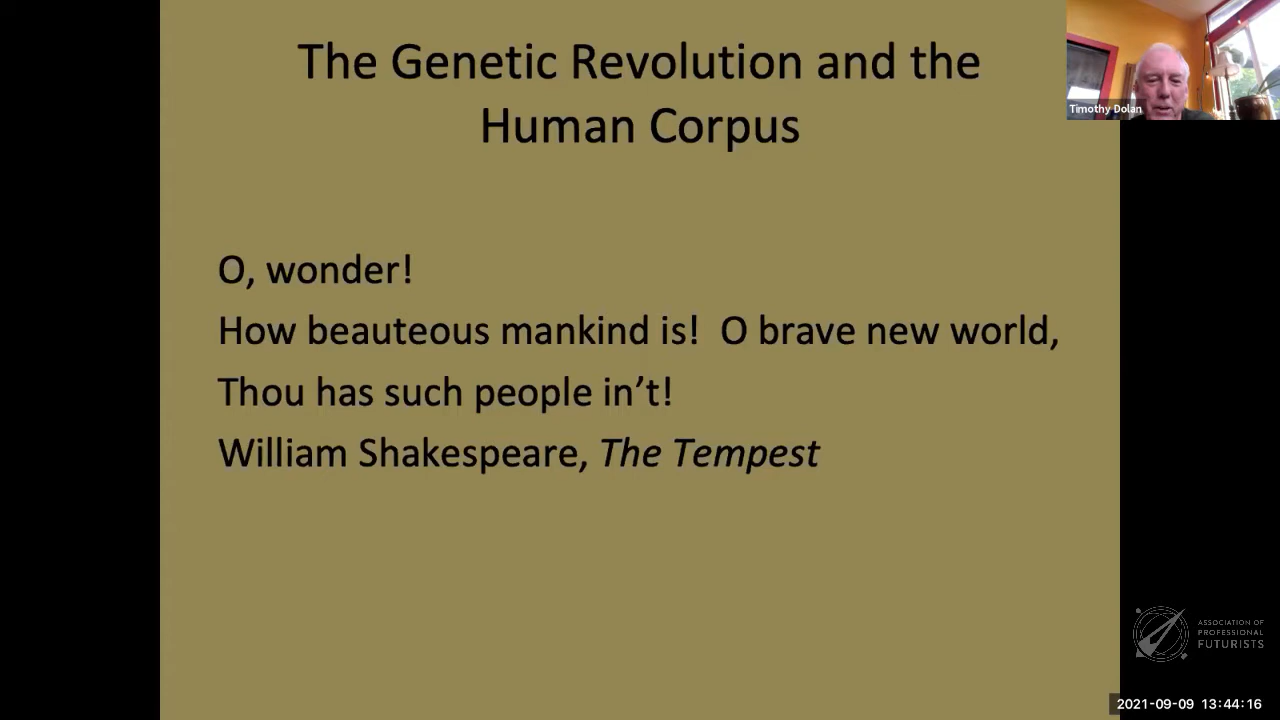 The Genetic Revolution and the
Human Corpus
Timothy Dolan
O, wonder!
How beauteous mankind is!  O brave new world,
Thou has such people in’t!
William Shakespeare, The Tempest
ASSOCIATION OF
PROFESSIONAL
FUTURISTS
2021-09-09 13:44:16